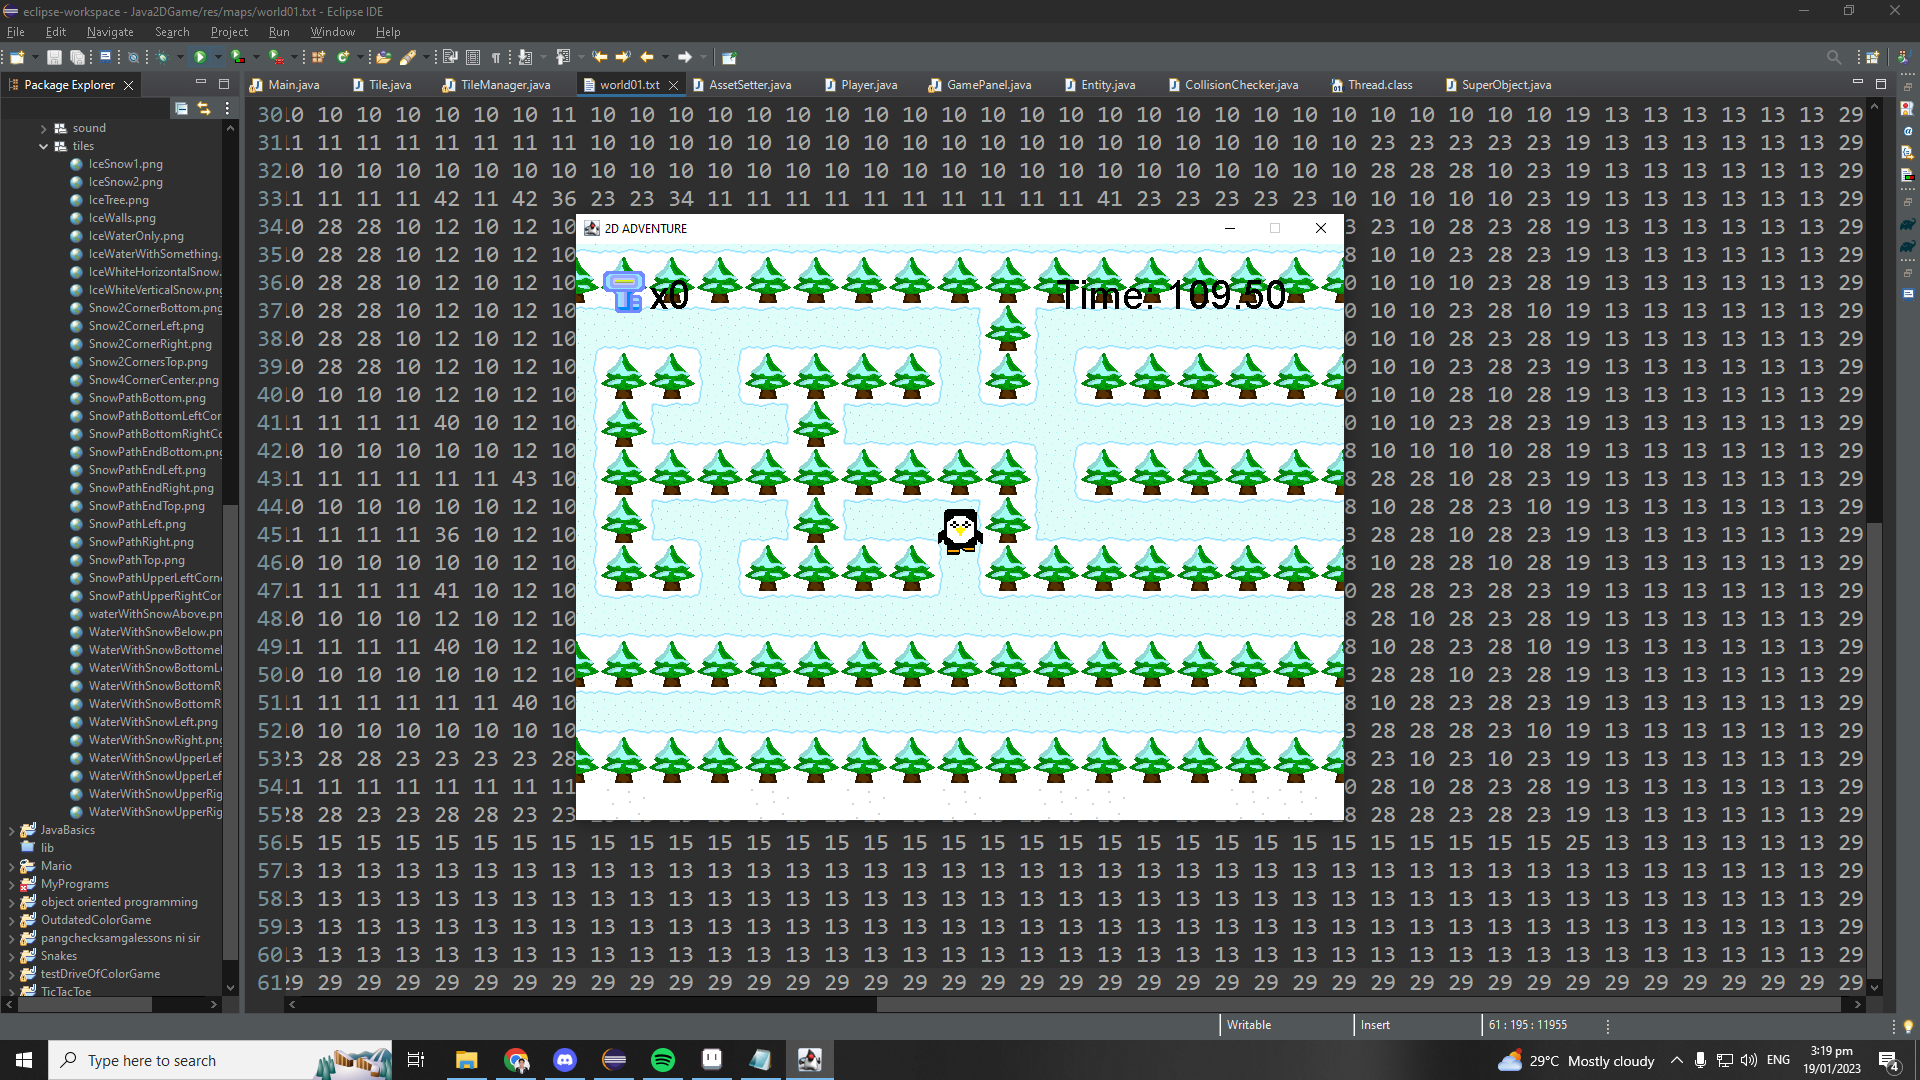 eclipse-workspace - Java2DGame/res/maps/world01.txt - Eclipse IDE
File Edit Navigate Search Project Run Window Help
Package Explorer
Main.java Tile.java TileManager.java world01.txt AssetSetter.java Player.java GamePanel.java Entity.java CollisionChecker.java Thread.class SuperObject.java
sound
tiles
IceSnow1.png
IceSnow2.png
IceTree.png
IceWalls.png
IceWaterOnly.png
IceWaterWithSomething.
IceWhiteHorizontalSnow.
IceWhiteVerticalSnow.png
Snow2CornerBottom.png
Snow2CornerLeft.png
Snow2CornerRight.png
Snow2CornersTop.png
Snow4CornerCenter.png
SnowPathBottom.png
SnowPathBottomLeftCor
SnowPathBottomRightCo
SnowPathEndBottom.png
SnowPathEndLeft.png
SnowPathEndRight.png
SnowPathEndTop.png
SnowPathLeft.png
SnowPathRight.png
SnowPathTop.png
SnowPathUpperLeftCorn
SnowPathUpperRightCor
waterWithSnowAbove.png
WaterWithSnowBelow.pn
WaterWithSnowBottomel
WaterWithSnowBottomL
WaterWithSnowBottomR
WaterWithSnowBottomR
WaterWithSnowLeft.png
WaterWithSnowRight.png
WaterWithSnowUpperLef
WaterWithSnowUpperLef
WaterWithSnowUpperRig
WaterWithSnowUpperRig
JavaBasics
lib
Mario
MyPrograms
object oriented programming
OutdatedColorGame
pangchecksamgalessons ni sir
Snakes
testDriveOfColorGame
TicTacToe
30 10 10 10 10 10 10 10 11 10 10 10 10 10 10 10 10 10 10 10 10 10 10 10 10 10 10 10 10 10 10 10 10 10 19 13 13 13 13 13 13 29
31 11 11 11 11 11 11 11 11 10 10 10 10 10 10 10 10 10 10 10 10 10 10 10 10 10 10 10 10 23 23 23 23 23 19 13 13 13 13 13 13 29
32 10 10 10 10 10 10 10 10 10 10 10 10 10 10 10 10 10 10 10 10 10 10 10 10 10 10 10 10 28 28 10 28 23 19 13 13 13 13 13 13 29
33 11 11 11 11 42 11 42 36 23 23 34 11 11 11 11 11 11 11 11 11 11 41 23 23 23 23 23 10 10 10 10 10 10 19 13 13 13 13 13 13 29
34 10 28 28 10 12 10 12 10
35 10 28 28 10 12 10 12 10
36 10 28 28 10 12 10 12 10
37 10 28 28 10 12 10 12 10
38 10 28 28 10 12 10 12 10
39 10 28 28 10 12 10 12 10
40 10 10 10 10 12 10 12 10
41 11 11 11 11 40 10 12 10
42 10 10 10 10 10 10 12 10
43 11 11 11 11 11 11 43 10
44 10 10 10 10 10 10 12 10
45 11 11 11 11 36 10 12 10
46 10 10 10 10 10 10 12 10
47 11 11 11 11 41 10 12 10
48 10 10 10 10 12 10 12 10
49 11 11 11 11 40 10 12 10
50 10 10 10 10 10 10 12 10
51 11 11 11 11 11 11 40 10
52 10 10 10 10 10 10 10 10
53 23 28 28 23 23 23 23 28
54 11 11 11 11 11 11 11 11
55 28 28 23 23 28 28 23 23
56 15 15 15 15 15 15 15 15 15 15 15 15 15 15 15 15 15 15 15 15 15 15 15 15 15 15 15 15 15 15 15 15 15 25 13 13 13 13 13 13 29
57 13 13 13 13 13 13 13 13 13 13 13 13 13 13 13 13 13 13 13 13 13 13 13 13 13 13 13 13 13 13 13 13 13 13 13 13 13 13 13 13 29
58 13 13 13 13 13 13 13 13 13 13 13 13 13 13 13 13 13 13 13 13 13 13 13 13 13 13 13 13 13 13 13 13 13 13 13 13 13 13 13 13 29
59 13 13 13 13 13 13 13 13 13 13 13 13 13 13 13 13 13 13 13 13 13 13 13 13 13 13 13 13 13 13 13 13 13 13 13 13 13 13 13 13 29
60 13 13 13 13 13 13 13 13 13 13 13 13 13 13 13 13 13 13 13 13 13 13 13 13 13 13 13 13 13 13 13 13 13 13 13 13 13 13 13 13 29
61 29 29 29 29 29 29 29 29 29 29 29 29 29 29 29 29 29 29 29 29 29 29 29 29 29 29 29 29 29 29 29 29 29 29 29 29 29 29 29 29 29
2D ADVENTURE
x0
Time: 109.50
Writable Insert 61 : 195 : 11955
Type here to search
29°C Mostly cloudy
ENG
3:19 pm
19/01/2023
4